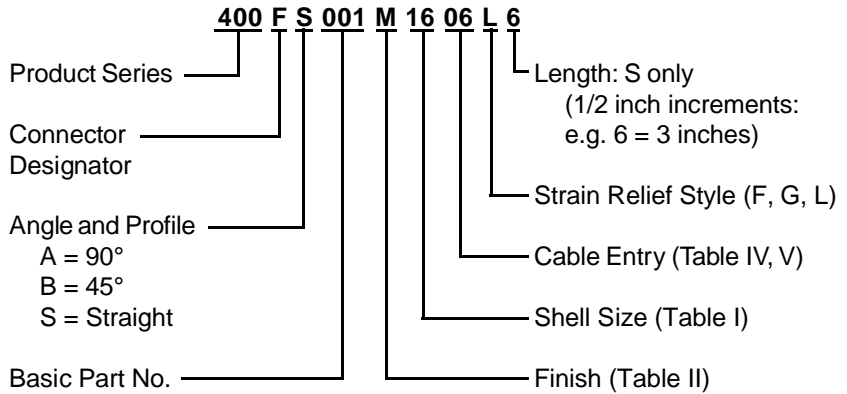 400 F S 001 M 16 06 L 6
Product Series
Connector
Designator
Angle and Profile
A = 90°
B = 45°
S = Straight
Basic Part No.
Length: S only
(1/2 inch increments:
e.g. 6 = 3 inches)
Strain Relief Style (F, G, L)
Cable Entry (Table IV, V)
Shell Size (Table I)
Finish (Table II)